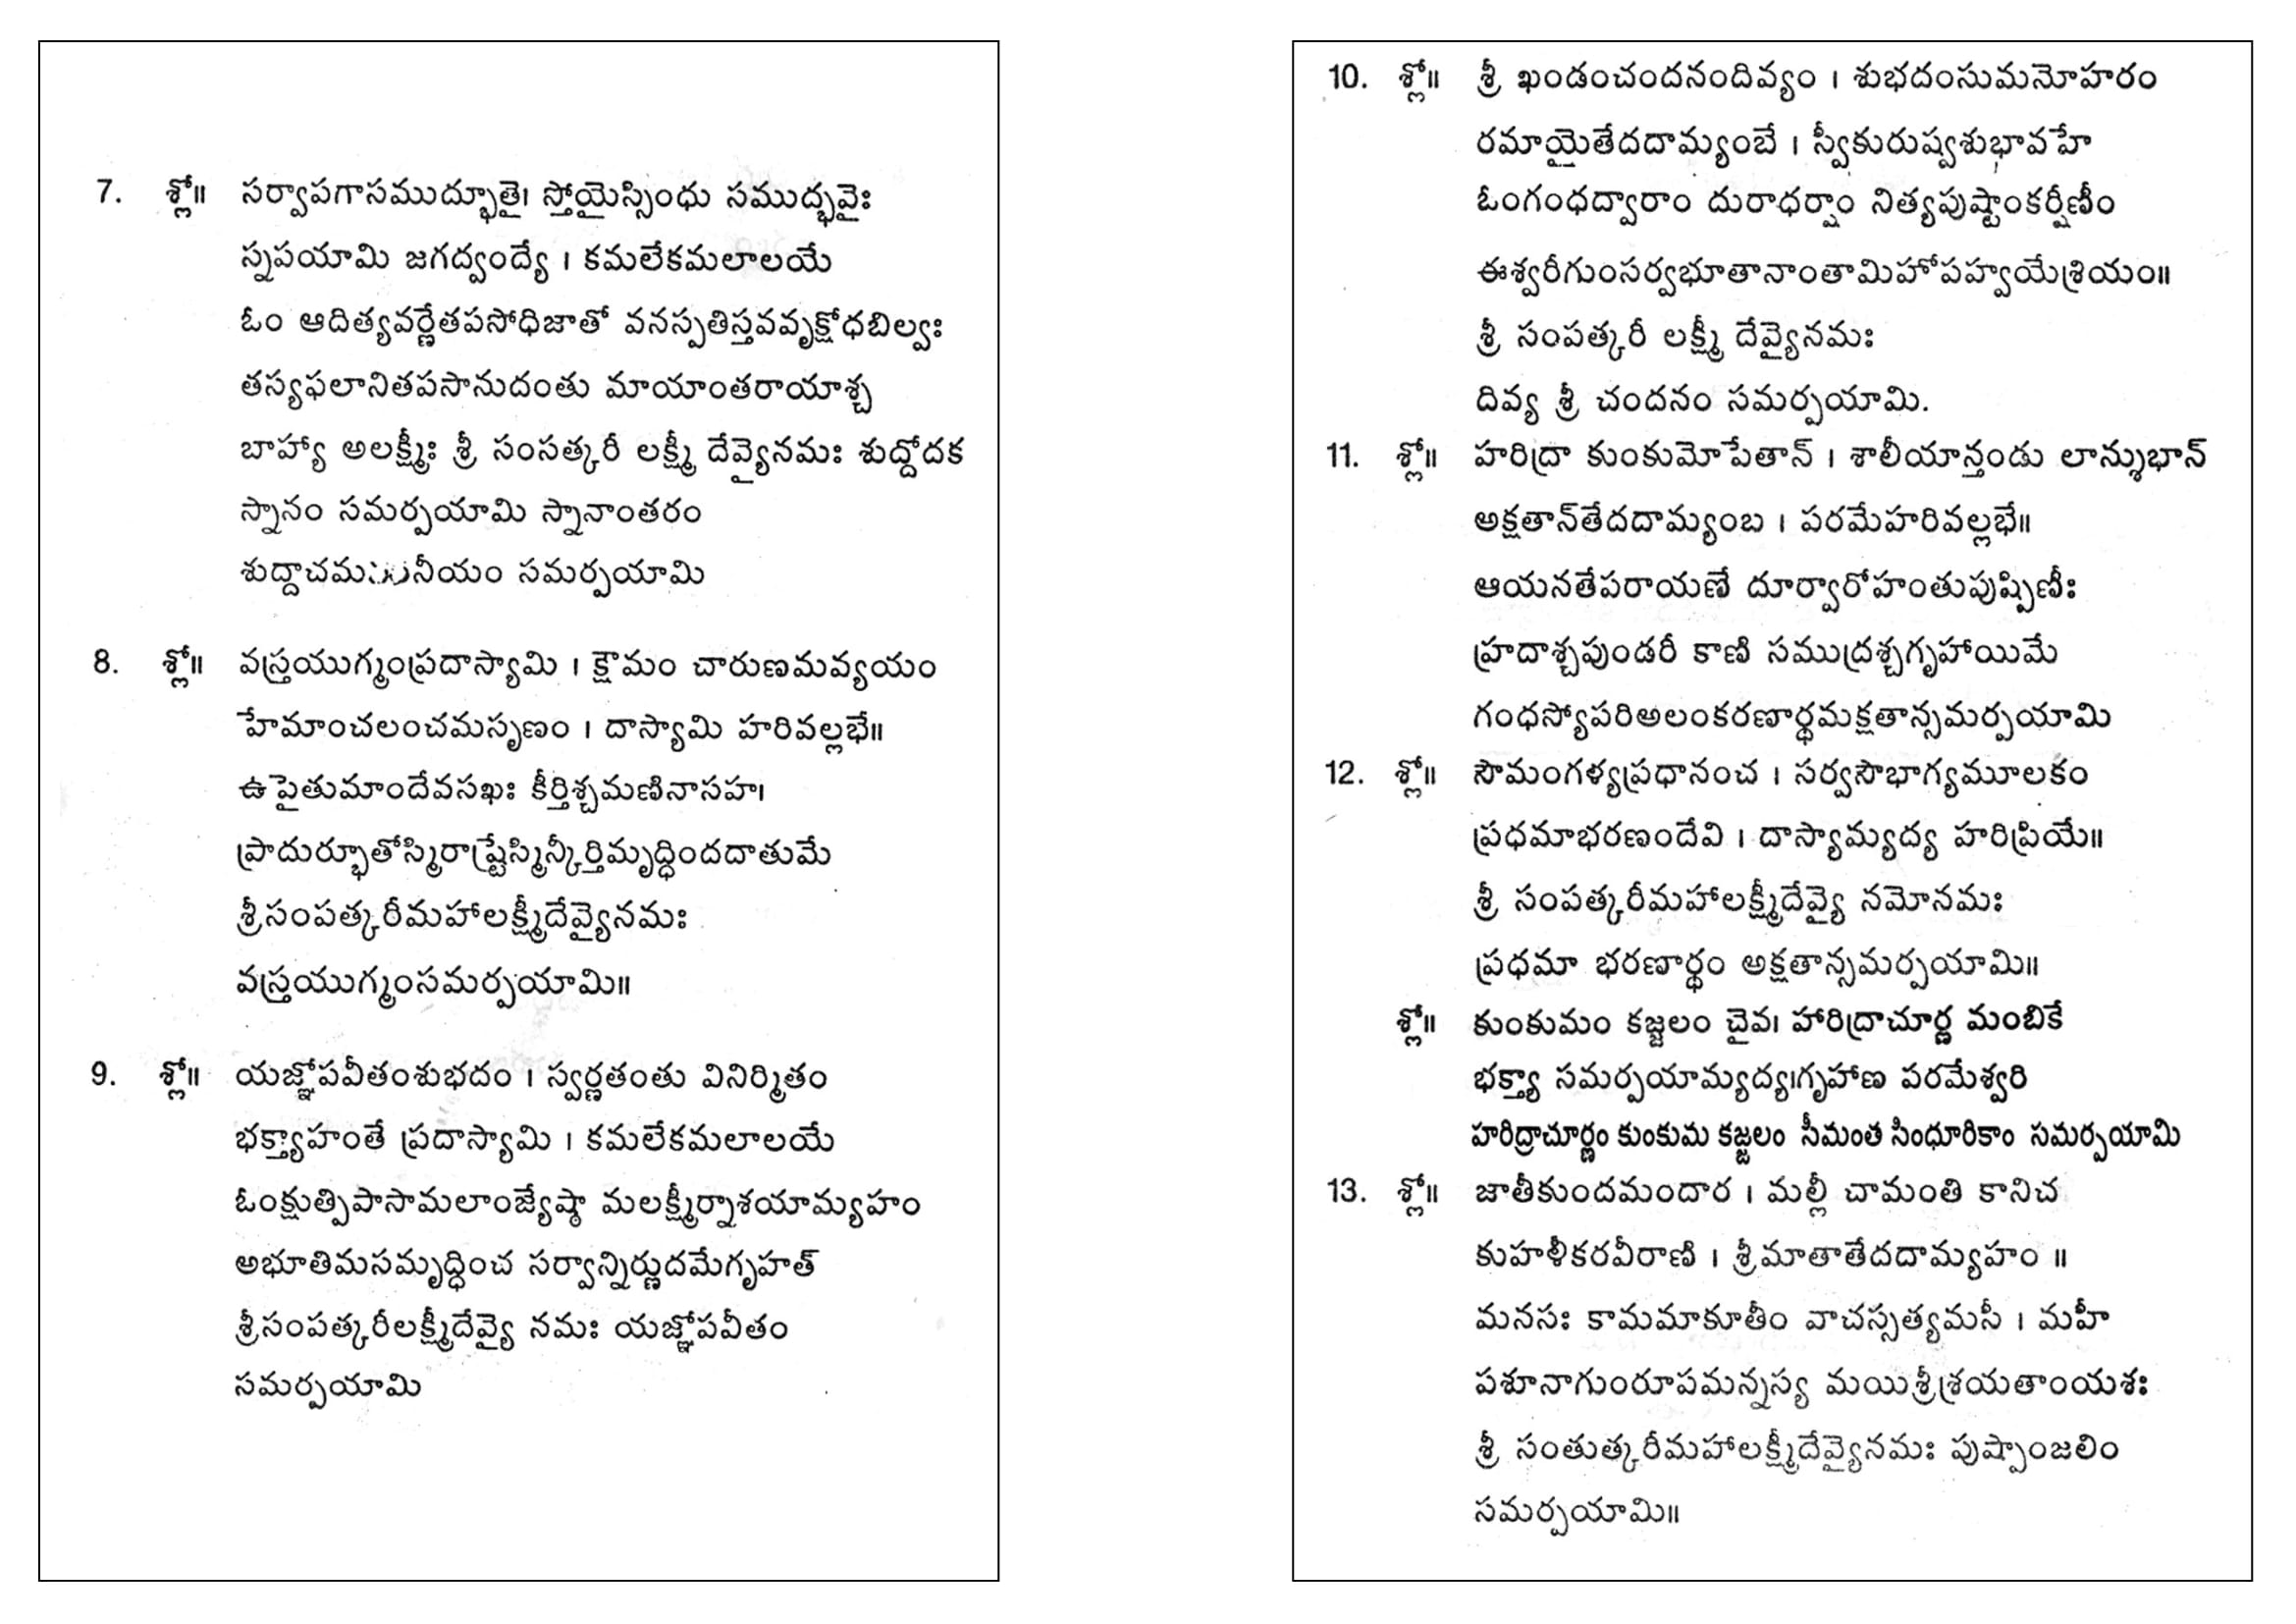 7. శ్లో॥ సర్వాపగాసముద్భూతై। స్తోయైస్సింధు సముద్భవైః
స్నపయామి జగద్వంద్యే । కమలేకమలాలయే
ఓం ఆదిత్యవర్ణేతపసోధిజాతో వనస్పతిస్తవవృక్షోధబిల్వః
తస్యఫలానితపసానుదంతు మాయాంతరాయాశ్చ
బాహ్యా అలక్ష్మీః శ్రీ సంసత్కరీ లక్ష్మీ దేవ్యైనమః శుద్దోదక
స్నానం సమర్పయామి స్నానాంతరం
సమర్పయామి
8. శ్లో॥ వస్త్రయుగ్మంప్రదాస్యామి । క్షౌమం చారుణమవ్యయం
హేమాంచలంచమసృణం । దాస్యామి హరివల్లభే॥
ఉపైతుమాందేవసఖః కీర్తిశ్చమణినాసహ।
ప్రాదుర్భూతోస్మిరాష్ట్రేస్మిన్కీర్తిమృద్ధిందదాతుమే
శ్రీసంపత్కరీమహాలక్ష్మీదేవ్యైనమః
వస్త్రయుగ్మంసమర్పయామి॥
9. శ్లో॥ యజ్ఞోపవీతంశుభదం । స్వర్ణతంతు వినిర్మితం
భక్త్యాహంతే ప్రదాస్యామి । కమలేకమలాలయే
ఓంక్షుత్పిపాసామలాంజ్యేష్ఠా మలక్ష్మీర్నాశయామ్యహం
అభూతిమసమృద్ధించ సర్వాన్నిర్ణుదమేగృహత్
శ్రీసంపత్కరీలక్ష్మీదేవ్యై నమః యజ్ఞోపవీతం
సమర్పయామి
10. శ్లో॥ శ్రీ ఖండంచందనందివ్యం । శుభదంసుమనోహరం
రమాయైతేదదామ్యంబే । స్వీకురుష్వశుభావహే
ఓంగంధద్వారాం దురాధర్షాం నిత్యపుష్టాంకర్షీణీం
ఈశ్వరీగుంసర్వభూతానాంతామిహోపహ్వయేశ్రియం॥
శ్రీ సంపత్కరీ లక్ష్మీ దేవ్యైనమః
దివ్య శ్రీ చందనం సమర్పయామి.
11. శ్లో॥ హరిద్రా కుంకుమోపేతాన్ । శాలీయాన్తండు లాన్శుభాన్
అక్షతాన్‌తేదదామ్యంబ । పరమేహరివల్లభే॥
ఆయనతేపరాయణే దూర్వారోహంతుపుష్పిణీః
హ్రదాశ్చపుండరీ కాణి సముద్రశ్చగృహాయిమే
గంధస్యోపరిఅలంకరణార్థమక్షతాన్సమర్పయామి
12. శ్లో॥ సౌమంగళ్యప్రధానంచ । సర్వసౌభాగ్యమూలకం
ప్రధమాభరణందేవి । దాస్యామ్యద్య హరిప్రియే॥
శ్రీ సంపత్కరీమహాలక్ష్మీదేవ్యై నమోనమః
ప్రధమా భరణార్థం అక్షతాన్సమర్పయామి॥
శ్లో॥ కుంకుమం కజ్జలం చైవ। హారిద్రాచూర్ణ మంబికే
భక్త్యా సమర్పయామ్యద్య।గృహాణ పరమేశ్వరి
హరిద్రాచూర్ణం కుంకుమ కజ్జలం సీమంత సింధూరికాం సమర్పయామి
13. శ్లో॥ జాతీకుందమందార । మల్లీ చామంతి కానిచ
కుహళీకరవీరాణి । శ్రీమాతాతేదదామ్యహం ॥
మనసః కామమాకూతీం వాచస్సత్యమసీ । మహీ
పశూనాగుంరూపమన్నస్య మయిశ్రీశ్రయతాంయశః
శ్రీ సంతుత్కరీమహాలక్ష్మీదేవ్యైనమః పుష్పాంజలిం
సమర్పయామి॥